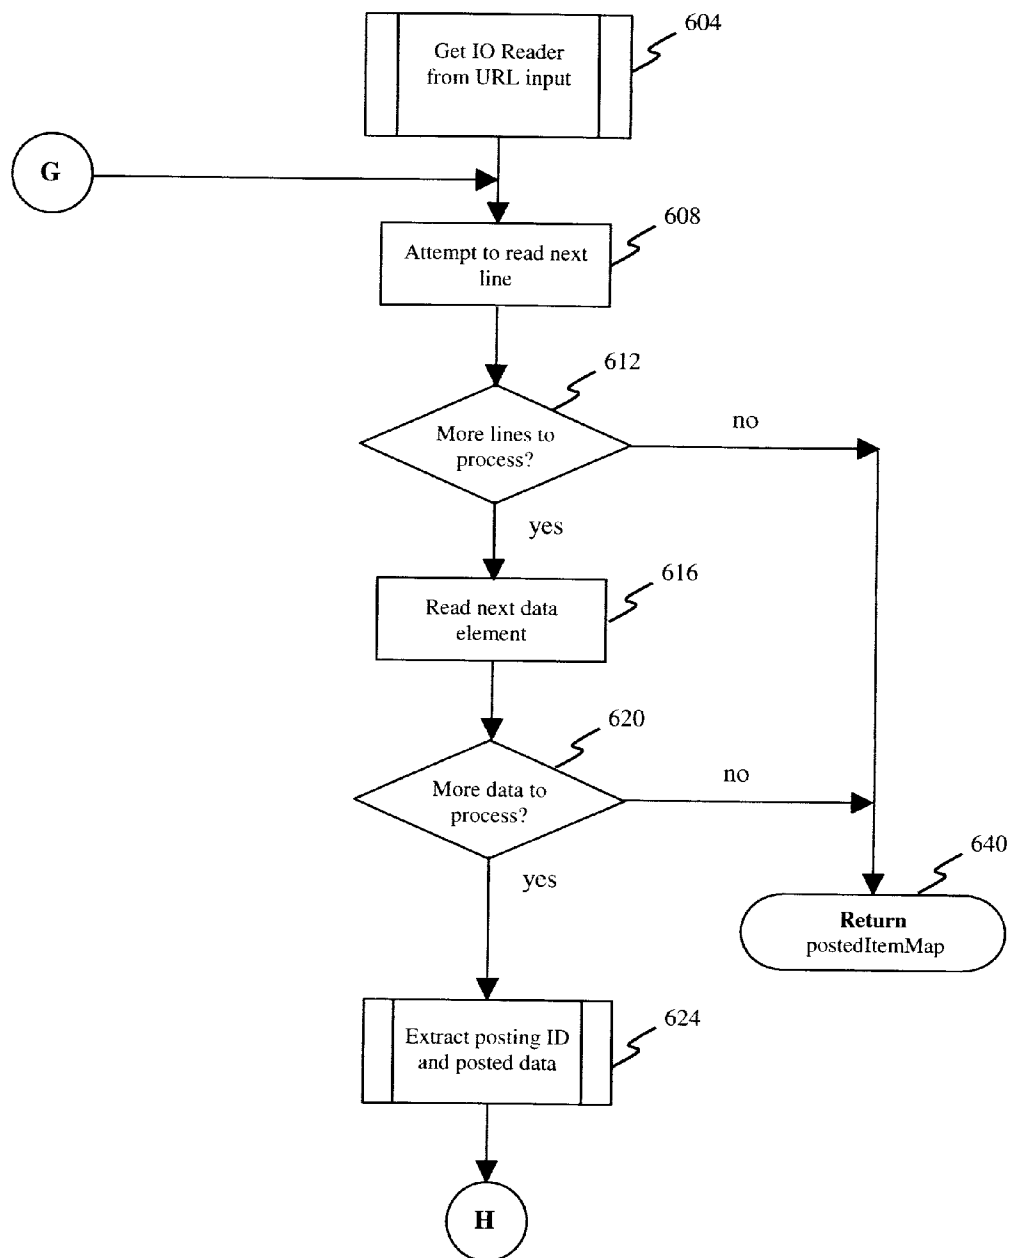 Get IO Reader
from URL input
604
G
608
Attempt to read next
line
612
More lines to
process?
no
yes
616
Read next data
element
620
More data to
process?
no
yes
640
Return
postedItemMap
624
Extract posting ID
and posted data
H